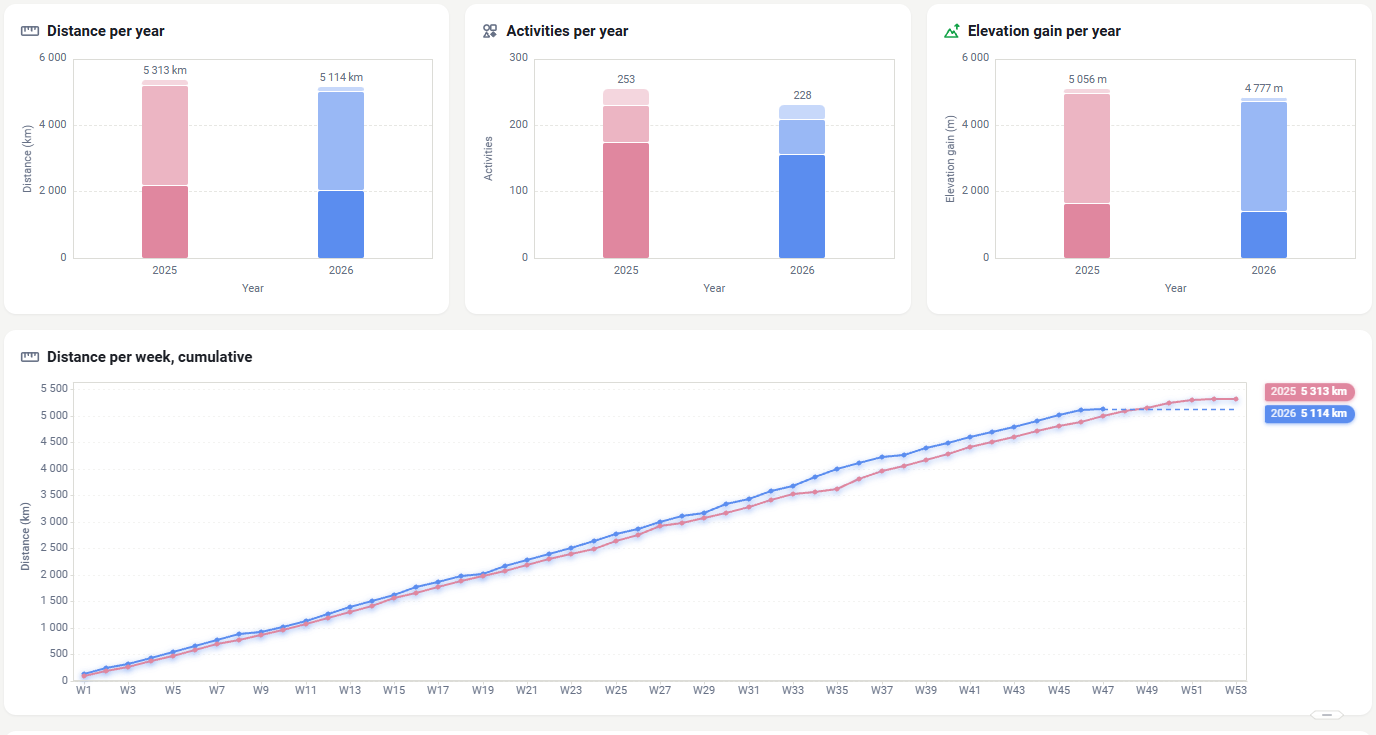 Distance per year
6 000
4 000
2 000
0
Distance (km)
5 313 km
5 114 km
2025
2026
Year
Activities per year
300
200
100
0
Activities
253
228
2025
2026
Year
Elevation gain per year
6 000
4 000
2 000
0
Elevation gain (m)
5 056 m
4 777 m
2025
2026
Year
Distance per week, cumulative
5 500
5 000
4 500
4 000
3 500
3 000
2 500
2 000
1 500
1 000
500
0
Distance (km)
2025 5 313 km
2026 5 114 km
W1 W3 W5 W7 W9 W11 W13 W15 W17 W19 W21 W23 W25 W27 W29 W31 W33 W35 W37 W39 W41 W43 W45 W47 W49 W51 W53